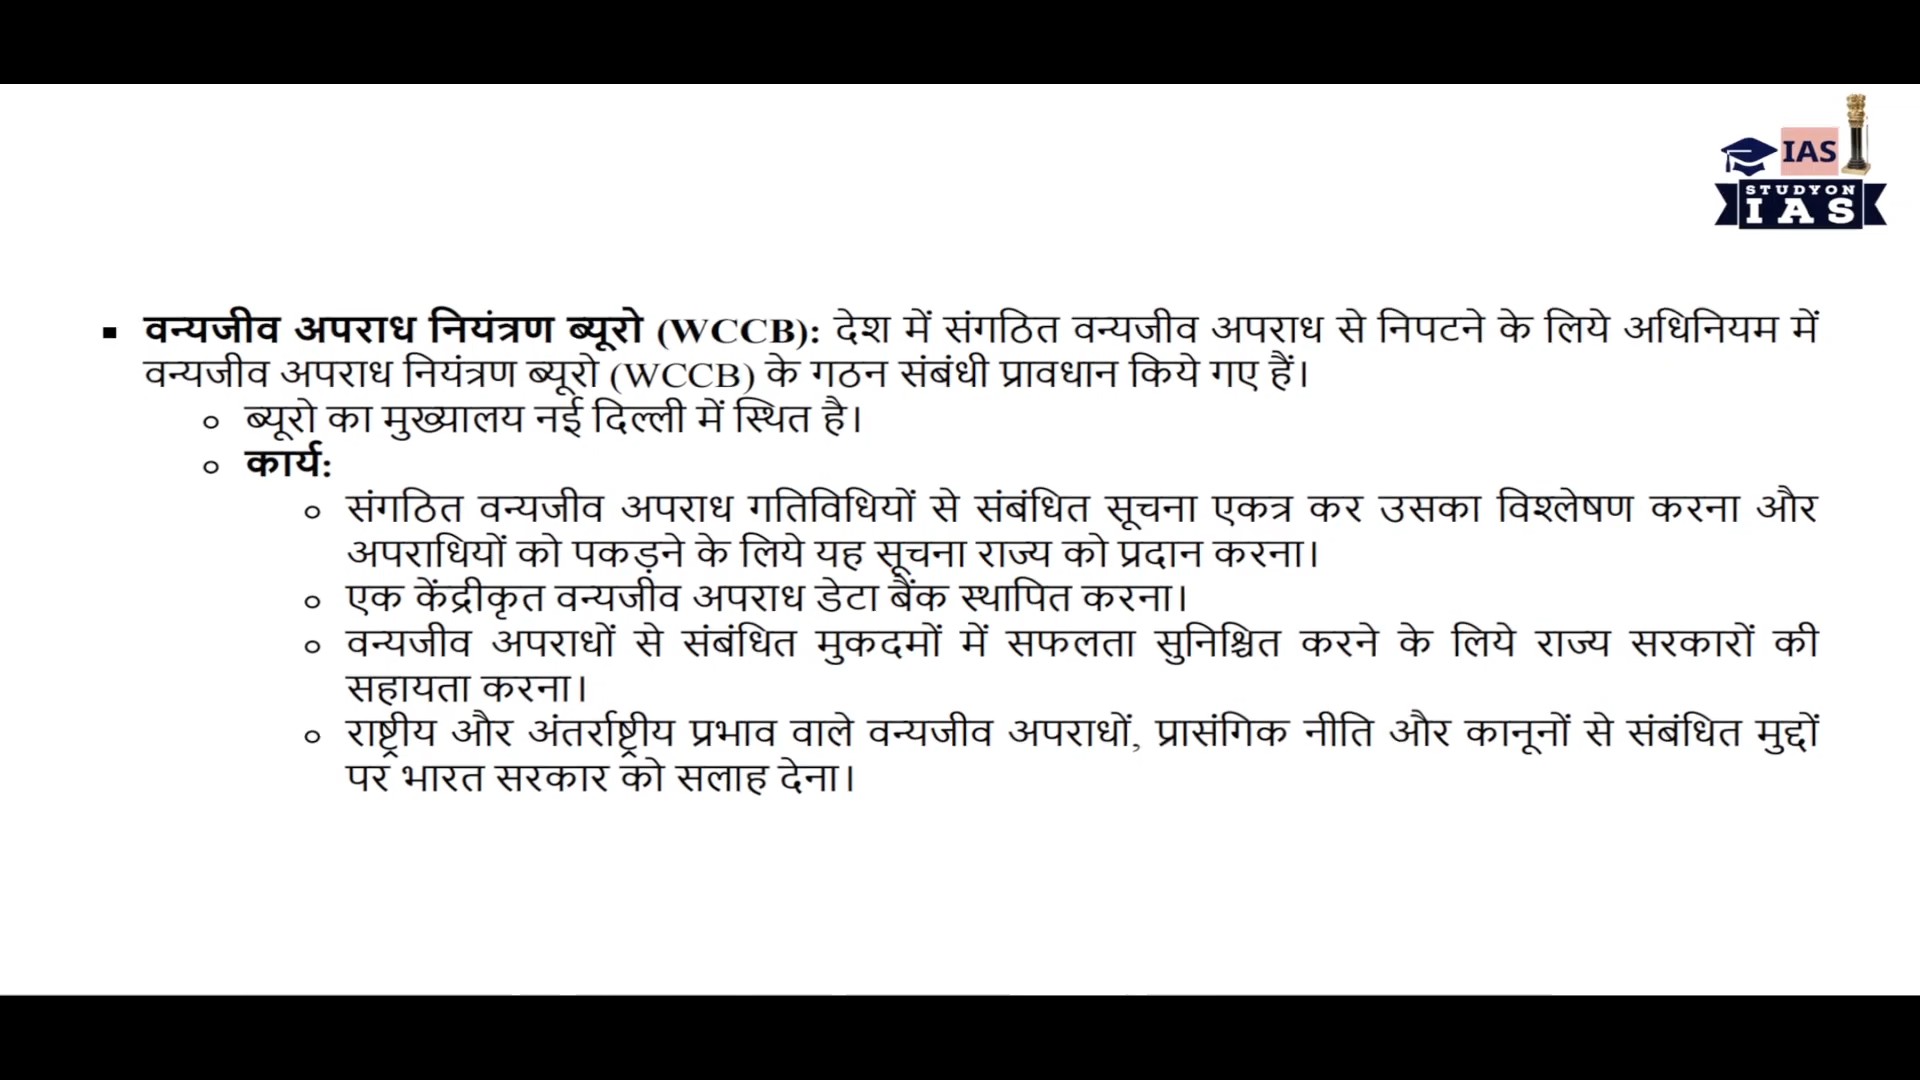 IAS
STUDYON
IAS
▪ वन्यजीव अपराध नियंत्रण ब्यूरो (WCCB): देश में संगठित वन्यजीव अपराध से निपटने के लिये अधिनियम में
वन्यजीव अपराध नियंत्रण ब्यूरो (WCCB) के गठन संबंधी प्रावधान किये गए हैं।
o ब्यूरो का मुख्यालय नई दिल्ली में स्थित है।
o कार्य:
o संगठित वन्यजीव अपराध गतिविधियों से संबंधित सूचना एकत्र कर उसका विश्लेषण करना और
अपराधियों को पकड़ने के लिये यह सूचना राज्य को प्रदान करना।
o एक केंद्रीकृत वन्यजीव अपराध डेटा बैंक स्थापित करना।
o वन्यजीव अपराधों से संबंधित मुकदमों में सफलता सुनिश्चित करने के लिये राज्य सरकारों की
सहायता करना।
o राष्ट्रीय और अंतर्राष्ट्रीय प्रभाव वाले वन्यजीव अपराधों, प्रासंगिक नीति और कानूनों से संबंधित मुद्दों
पर भारत सरकार को सलाह देना।